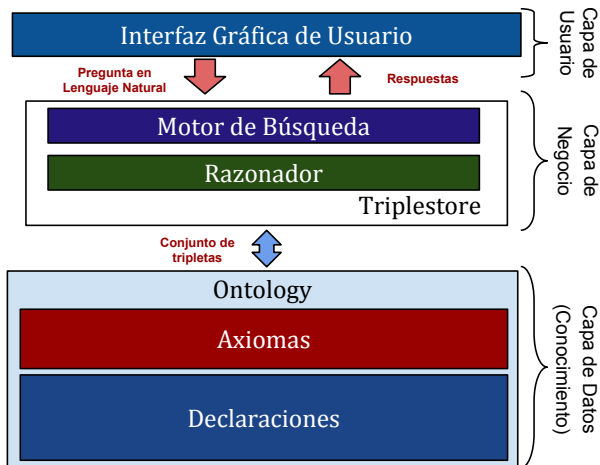 Interfaz Gráfica de Usuario
Capa de
Usuario
Pregunta en
Lenguaje Natural
Respuestas
Motor de Búsqueda
Razonador
Triplestore
Capa de
Negocio
Conjunto de
tripletas
Ontology
Axiomas
Declaraciones
Capa de Datos
(Conocimiento)